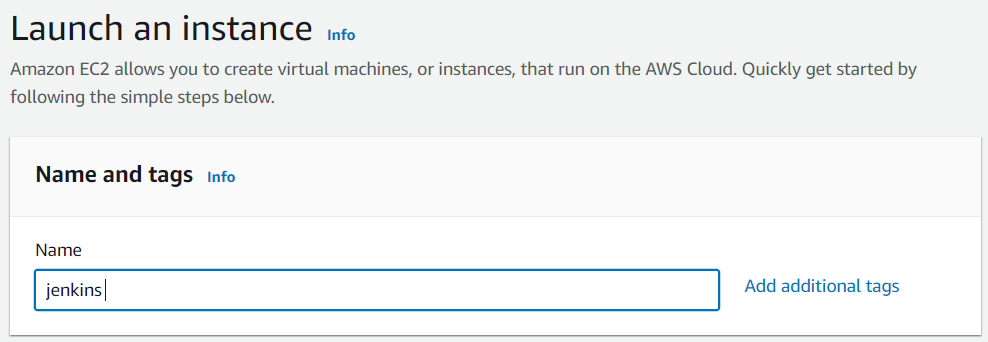 Launch an instance Info
Amazon EC2 allows you to create virtual machines, or instances, that run on the AWS Cloud. Quickly get started by
following the simple steps below.
Name and tags Info
Name
jenkins
Add additional tags